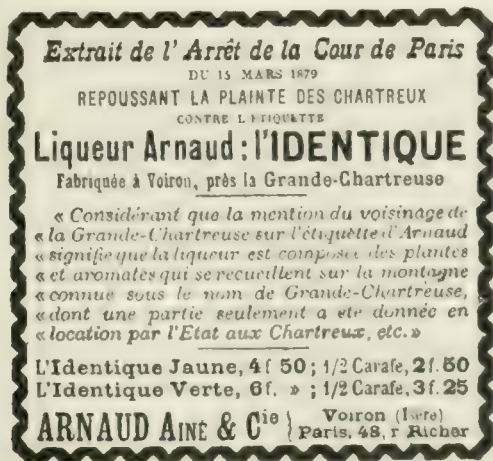 Extrait de l'Arrêt de la Cour de Paris
DU 15 MARS 1879
REPOUSSANT LA PLAINTE DES CHARTREUX
CONTRE L'ETIQUETTE
Liqueur Arnaud : l'IDENTIQUE
Fabriquée à Voiron, près la Grande-Chartreuse
« Considérant que la mention du voisinage de
« la Grande-Chartreuse sur l'étiquette d'Arnaud
« signifie que la liqueur est composée des plantes
« et aromates qui se recueillent sur la montagne
« connue sous le nom de Grande-Chartreuse,
« dont une partie seulement a été donnée en
« location par l'Etat aux Chartreux, etc. »
L'Identique Jaune, 4f 50 ; 1/2 Carafe, 2f.50
L'Identique Verte, 6f. » ; 1/2 Carafe, 3f.25
ARNAUD AINÉ & Cie } Voiron (Isère)
Paris, 48, r Richer